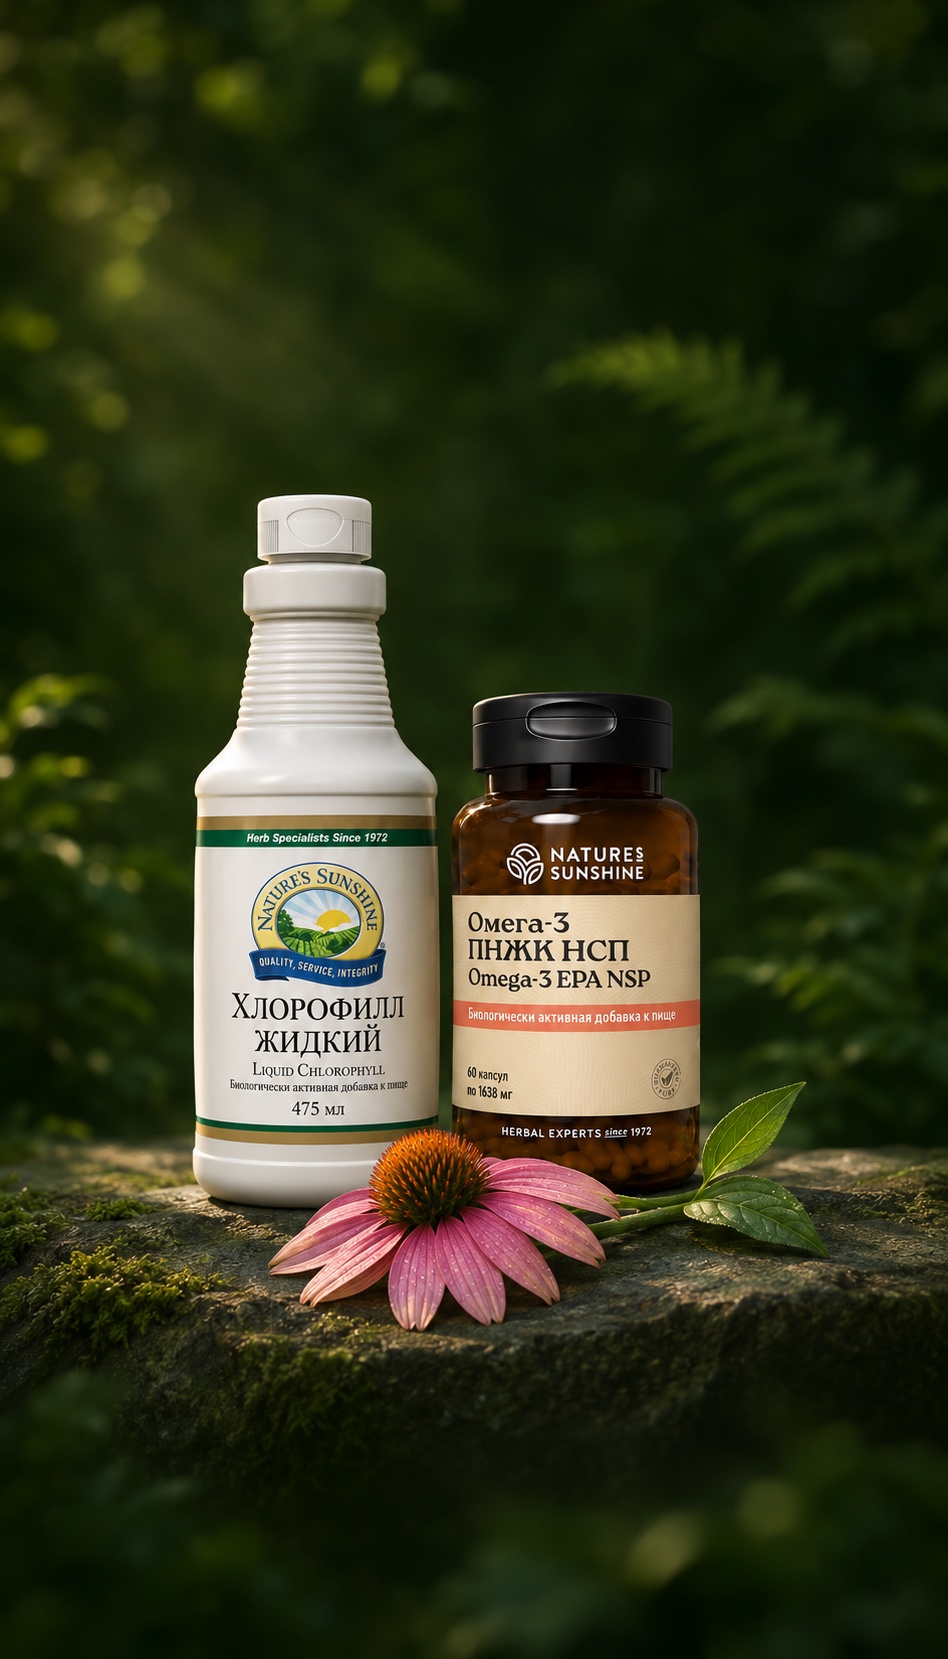 Herb Specialists Since 1972
NATURE'S SUNSHINE
®
QUALITY, SERVICE, INTEGRITY
ХЛОРОФИЛЛ
ЖИДКИЙ
LIQUID CHLOROPHYLL
Биологически активная добавка к пище
475 мл
NATURES
SUNSHINE
Омега-3
ПНЖК НСП
Omega-3 EPA NSP
Биологически активная добавка к пище
60 капсул
по 1638 мг
HERBAL EXPERTS since 1972